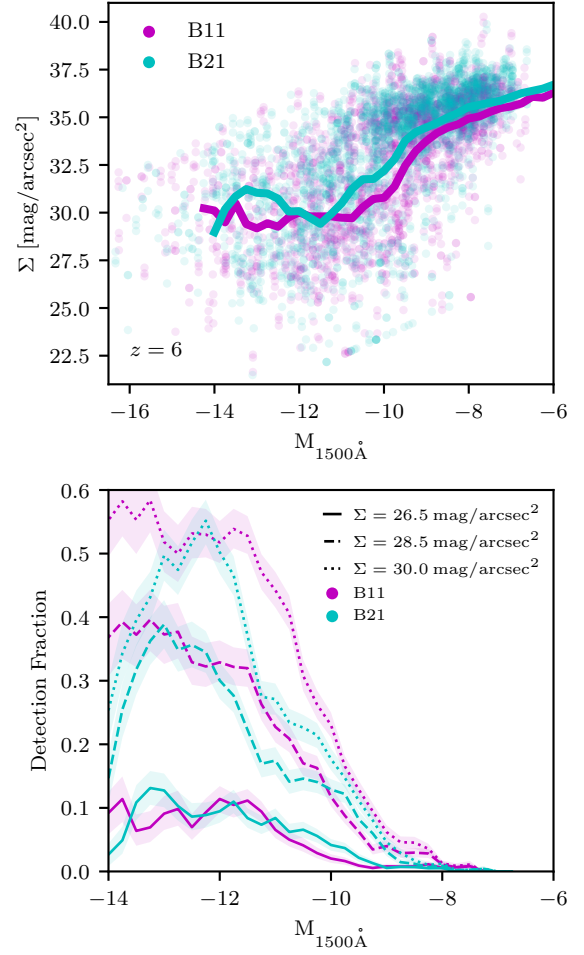 40.0
37.5
35.0
32.5
30.0
27.5
25.0
22.5
Σ [mag/arcsec²]
B11
B21
z = 6
−16 −14 −12 −10 −8 −6
M₁₅₀₀Å
0.6
0.5
0.4
0.3
0.2
0.1
0.0
Detection Fraction
Σ = 26.5 mag/arcsec²
Σ = 28.5 mag/arcsec²
Σ = 30.0 mag/arcsec²
B11
B21
−14 −12 −10 −8 −6
M₁₅₀₀Å